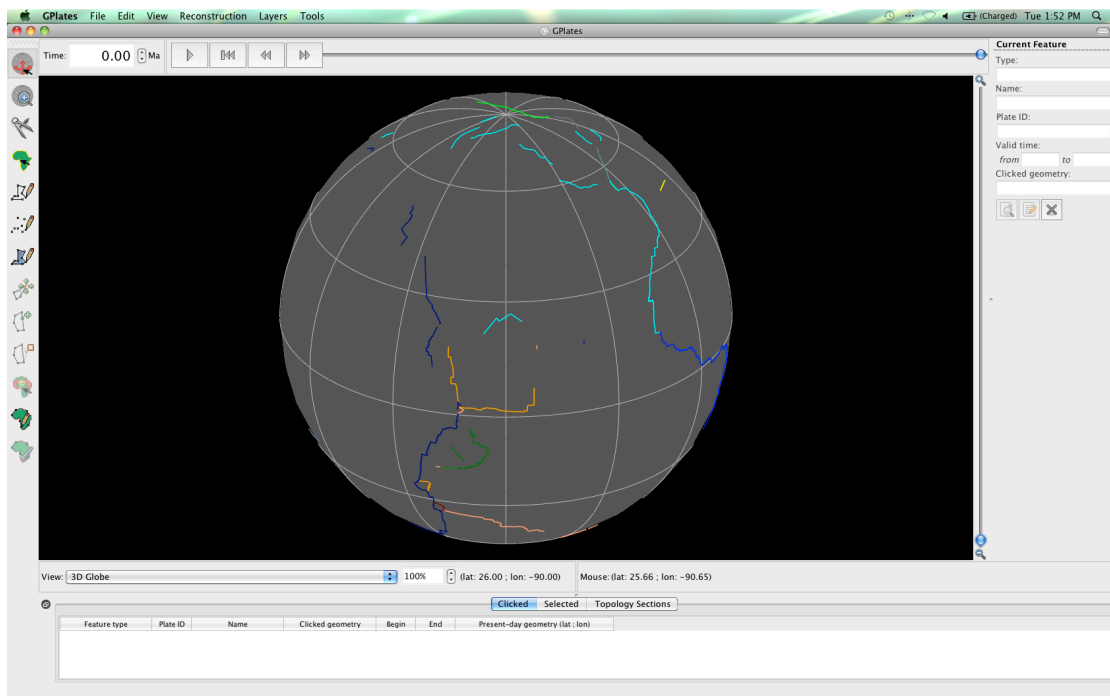 GPlates File Edit View Reconstruction Layers Tools (Charged) Tue 1:52 PM
GPlates
Time: 0.00 Ma
Current Feature
Type:
Name:
Plate ID:
Valid time:
from to
Clicked geometry:
View: 3D Globe 100% (lat: 26.00 ; lon: -90.00) Mouse: (lat: 25.66 ; lon: -90.65)
Clicked Selected Topology Sections
Feature type Plate ID Name Clicked geometry Begin End Present-day geometry (lat ; lon)